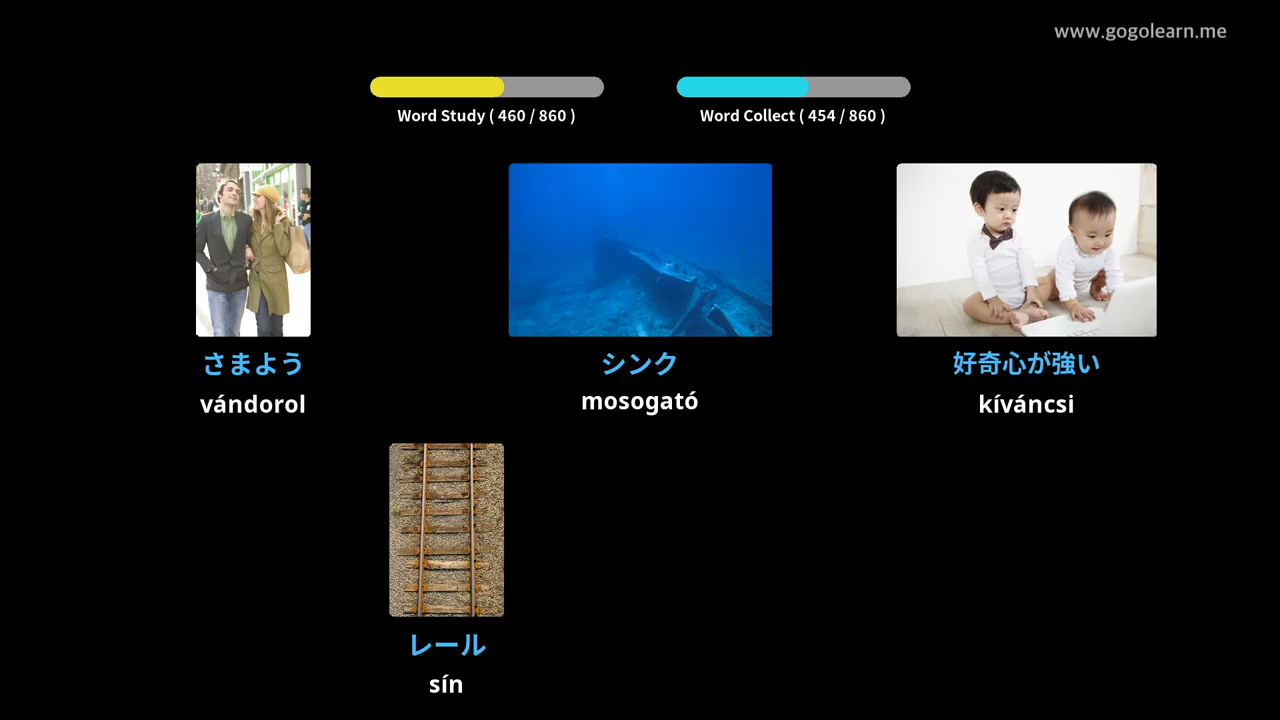 www.gogolearn.me
Word Study ( 460 / 860 )
Word Collect ( 454 / 860 )
さまよう
vándorol
シンク
mosogató
好奇心が強い
kíváncsi
レール
sín